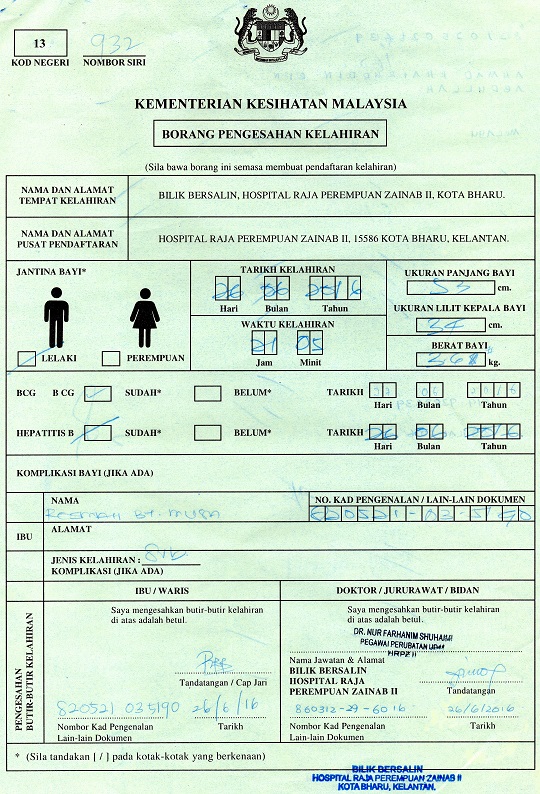 13
932
KOD NEGERI NOMBOR SIRI
KEMENTERIAN KESIHATAN MALAYSIA
BORANG PENGESAHAN KELAHIRAN
(Sila bawa borang ini semasa membuat pendaftaran kelahiran)
NAMA DAN ALAMAT
TEMPAT KELAHIRAN
BILIK BERSALIN, HOSPITAL RAJA PEREMPUAN ZAINAB II, KOTA BHARU.
NAMA DAN ALAMAT
PUSAT PENDAFTARAN
HOSPITAL RAJA PEREMPUAN ZAINAB II, 15586 KOTA BHARU, KELANTAN.
JANTINA BAYI*
/ LELAKI PEREMPUAN
TARIKH KELAHIRAN
26 06 2016
Hari Bulan Tahun
WAKTU KELAHIRAN
21 05
Jam Minit
UKURAN PANJANG BAYI
53 cm.
UKURAN LILIT KEPALA BAYI
34 cm.
BERAT BAYI
3.68 kg.
BCG B CG / SUDAH* BELUM* TARIKH 06 2016
Hari Bulan Tahun
HEPATITIS B / SUDAH* BELUM* TARIKH 26 06 2016
Hari Bulan Tahun
KOMPLIKASI BAYI (JIKA ADA)
IBU
NAMA
BT. MUSA
NO. KAD PENGENALAN / LAIN-LAIN DOKUMEN
820521-03-5190
ALAMAT
JENIS KELAHIRAN :
KOMPLIKASI (JIKA ADA)
PENGESAHAN
BUTIR-BUTIR KELAHIRAN
IBU / WARIS
Saya mengesahkan butir-butir kelahiran
di atas adalah betul.
Tandatangan / Cap Jari
820521 035190 26/6/16
Nombor Kad Pengenalan Tarikh
Lain-lain Dokumen
DOKTOR / JURURAWAT / BIDAN
Saya mengesahkan butir-butir kelahiran
di atas adalah betul.
DR. NUR FARHANIM SHUHAIMI
PEGAWAI PERUBATAN
HRPZ II
Nama Jawatan & Alamat
BILIK BERSALIN
HOSPITAL RAJA
PEREMPUAN ZAINAB II
Tandatangan
860312-29-6016 26/6/2016
Nombor Kad Pengenalan Tarikh
Lain-lain Dokumen
* (Sila tandakan [ / ] pada kotak-kotak yang berkenaan)
BILIK BERSALIN
HOSPITAL RAJA PEREMPUAN ZAINAB II
KOTA BHARU, KELANTAN.